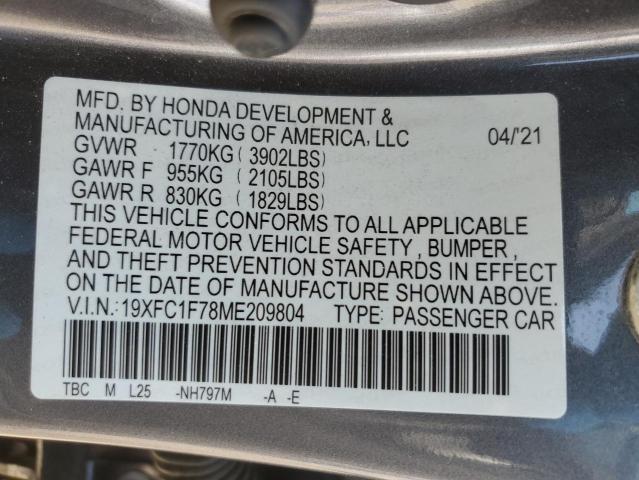 MFD. BY HONDA DEVELOPMENT &
MANUFACTURING OF AMERICA, LLC 04/'21
GVWR 1770KG (3902LBS)
GAWR F 955KG (2105LBS)
GAWR R 830KG (1829LBS)
THIS VEHICLE CONFORMS TO ALL APPLICABLE
FEDERAL MOTOR VEHICLE SAFETY , BUMPER ,
AND THEFT PREVENTION STANDARDS IN EFFECT
ON THE DATE OF MANUFACTURE SHOWN ABOVE.
V.I.N.:19XFC1F78ME209804 TYPE: PASSENGER CAR
TBC M L25 -NH797M -A -E